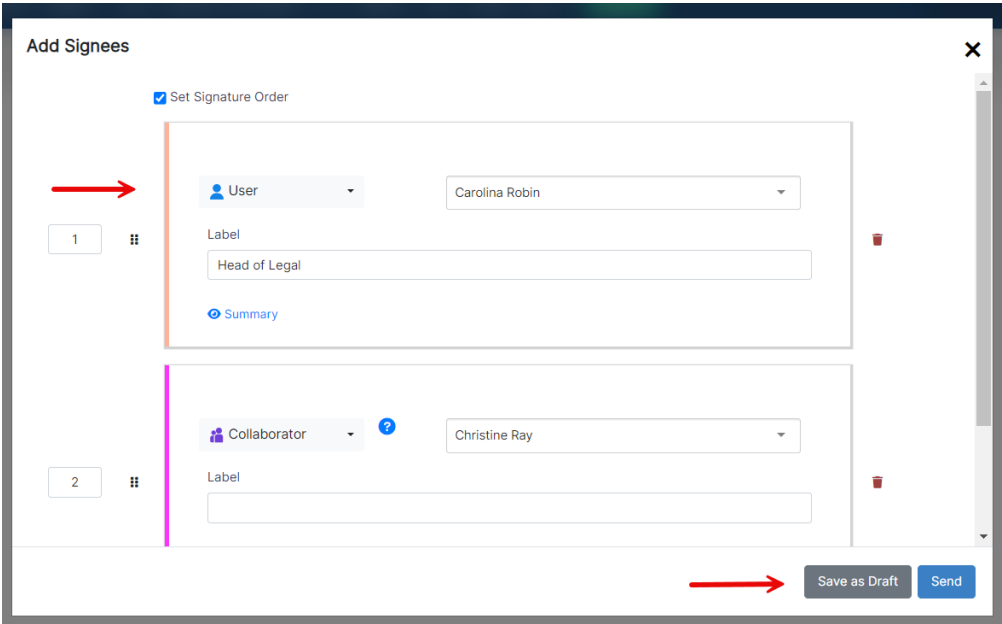 Add Signees
Set Signature Order
User
Carolina Robin
1
Label
Head of Legal
Summary
Collaborator
?
Christine Ray
2
Label
Save as Draft
Send